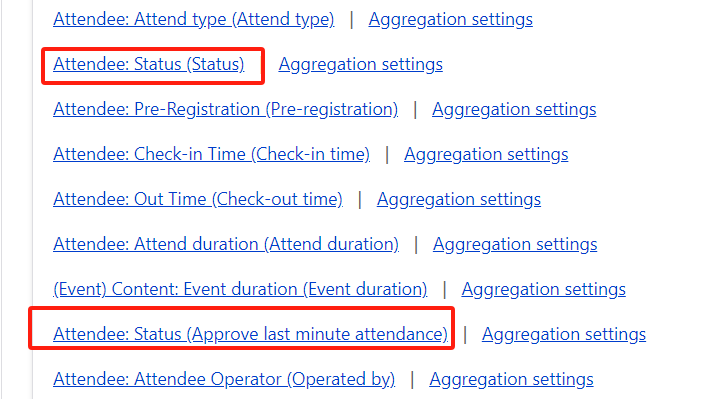 Attendee: Attend type (Attend type) | Aggregation settings
Attendee: Status (Status) Aggregation settings
Attendee: Pre-Registration (Pre-registration) | Aggregation settings
Attendee: Check-in Time (Check-in time) | Aggregation settings
Attendee: Out Time (Check-out time) | Aggregation settings
Attendee: Attend duration (Attend duration) | Aggregation settings
(Event) Content: Event duration (Event duration) | Aggregation settings
Attendee: Status (Approve last minute attendance) | Aggregation settings
Attendee: Attendee Operator (Operated by) | Aggregation settings